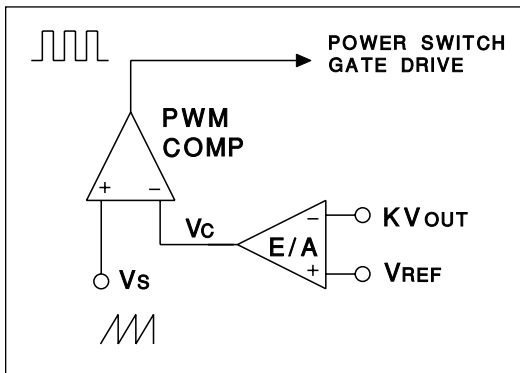 POWER SWITCH
GATE DRIVE
PWM
COMP
+ −
VC
E/A
−
+
KVOUT
VREF
VS